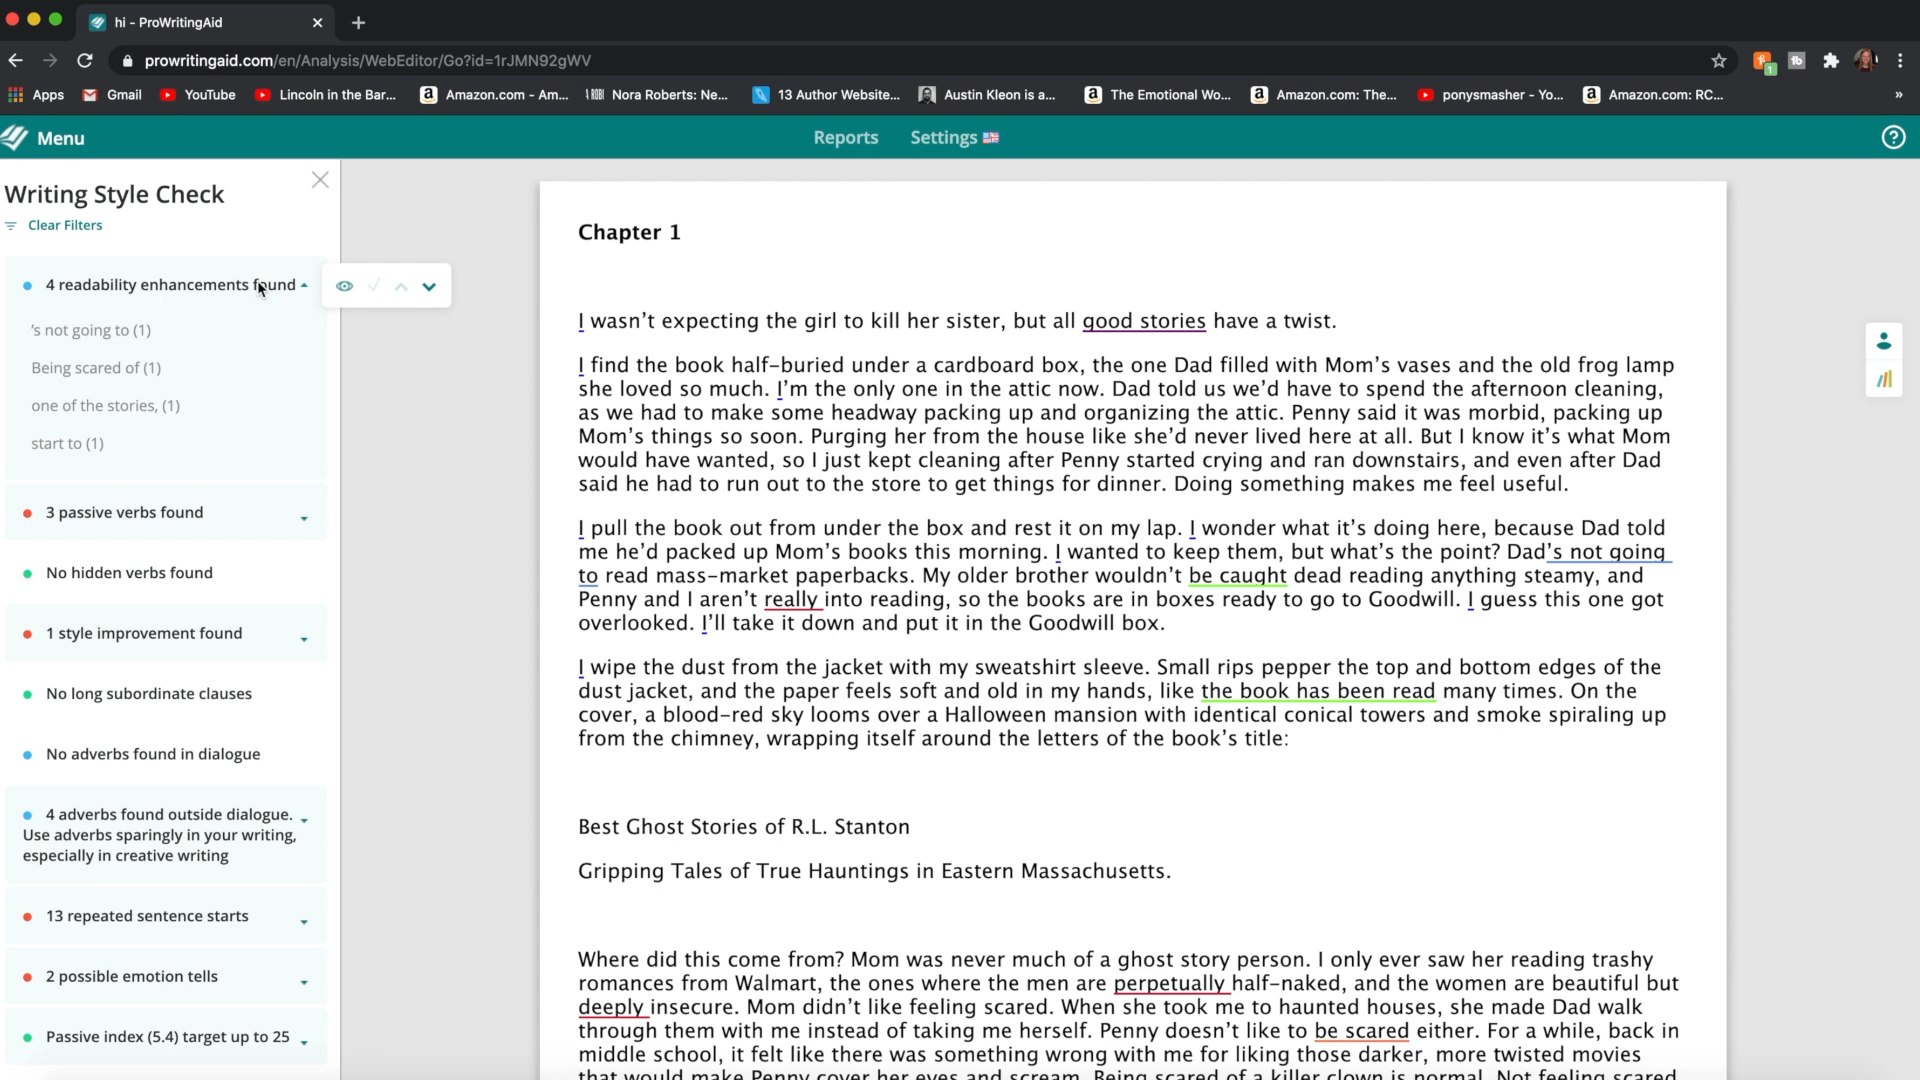 hi - ProWritingAid
prowritingaid.com/en/Analysis/WebEditor/Go?id=1rJMN92gWV
1
tb
Apps
Gmail
YouTube
Lincoln in the Bar...
Amazon.com - Am...
Nora Roberts: Ne...
13 Author Website...
Austin Kleon is a...
The Emotional Wo...
Amazon.com: The...
ponysmasher - Yo...
Amazon.com: RC...
»
Menu
Reports
Settings
Writing Style Check
Clear Filters
4 readability enhancements found
's not going to (1)
Being scared of (1)
one of the stories, (1)
start to (1)
3 passive verbs found
No hidden verbs found
1 style improvement found
No long subordinate clauses
No adverbs found in dialogue
4 adverbs found outside dialogue.
Use adverbs sparingly in your writing,
especially in creative writing
13 repeated sentence starts
2 possible emotion tells
Passive index (5.4) target up to 25
Chapter 1
I wasn't expecting the girl to kill her sister, but all good stories have a twist.
I find the book half-buried under a cardboard box, the one Dad filled with Mom's vases and the old frog lamp
she loved so much. I'm the only one in the attic now. Dad told us we'd have to spend the afternoon cleaning,
as we had to make some headway packing up and organizing the attic. Penny said it was morbid, packing up
Mom's things so soon. Purging her from the house like she'd never lived here at all. But I know it's what Mom
would have wanted, so I just kept cleaning after Penny started crying and ran downstairs, and even after Dad
said he had to run out to the store to get things for dinner. Doing something makes me feel useful.
I pull the book out from under the box and rest it on my lap. I wonder what it's doing here, because Dad told
me he'd packed up Mom's books this morning. I wanted to keep them, but what's the point? Dad's not going
to read mass-market paperbacks. My older brother wouldn't be caught dead reading anything steamy, and
Penny and I aren't really into reading, so the books are in boxes ready to go to Goodwill. I guess this one got
overlooked. I'll take it down and put it in the Goodwill box.
I wipe the dust from the jacket with my sweatshirt sleeve. Small rips pepper the top and bottom edges of the
dust jacket, and the paper feels soft and old in my hands, like the book has been read many times. On the
cover, a blood-red sky looms over a Halloween mansion with identical conical towers and smoke spiraling up
from the chimney, wrapping itself around the letters of the book's title:
Best Ghost Stories of R.L. Stanton
Gripping Tales of True Hauntings in Eastern Massachusetts.
Where did this come from? Mom was never much of a ghost story person. I only ever saw her reading trashy
romances from Walmart, the ones where the men are perpetually half-naked, and the women are beautiful but
deeply insecure. Mom didn't like feeling scared. When she took me to haunted houses, she made Dad walk
through them with me instead of taking me herself. Penny doesn't like to be scared either. For a while, back in
middle school, it felt like there was something wrong with me for liking those darker, more twisted movies
that would make Penny cover her eyes and scream. Being scared of a killer clown is normal. Not feeling scared